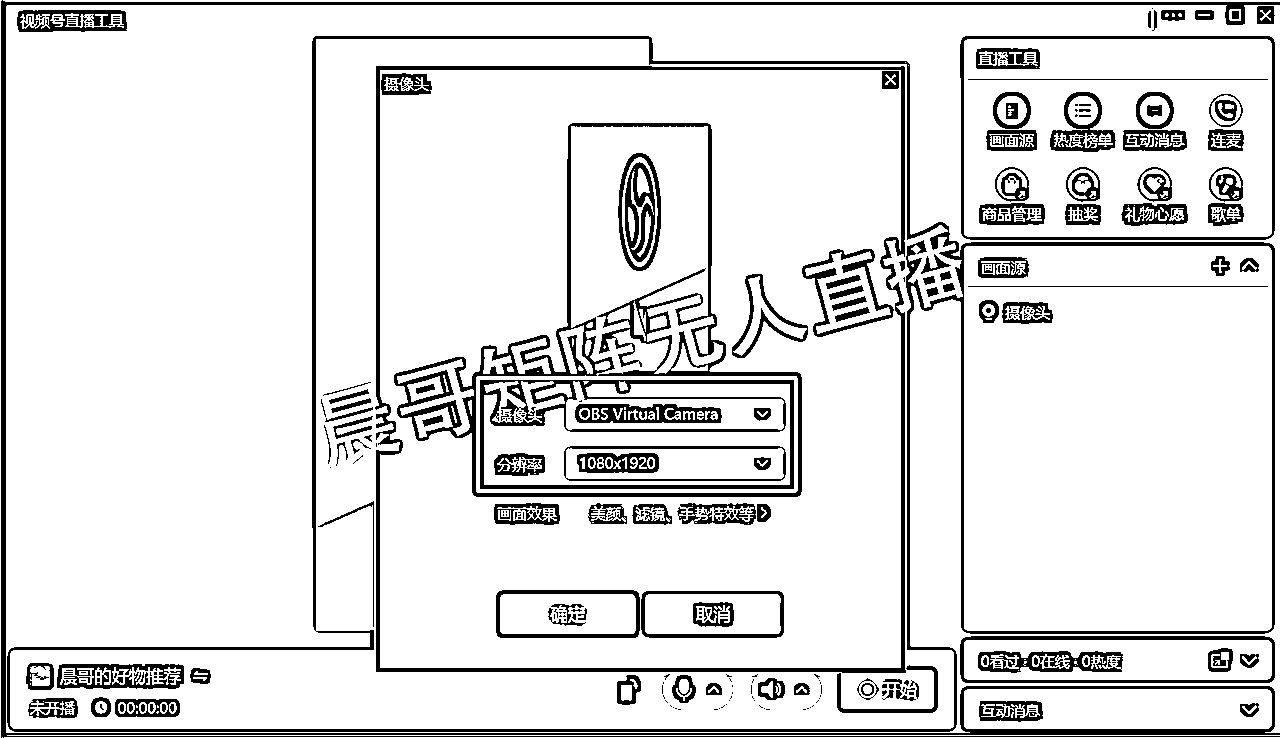 视频号直播工具
摄像头
直播工具
画面源
热度榜单
互动消息
连麦
商品管理
抽奖
礼物心愿
歌单
画面源
摄像头
晨哥矩阵无人直播
摄像头
OBS Virtual Camera
分辨率
1080x1920
画面效果
美颜、滤镜、手势特效等
确定
取消
晨哥的好物推荐
未开播
00:00:00
开始
0看过·0在线·0热度
互动消息